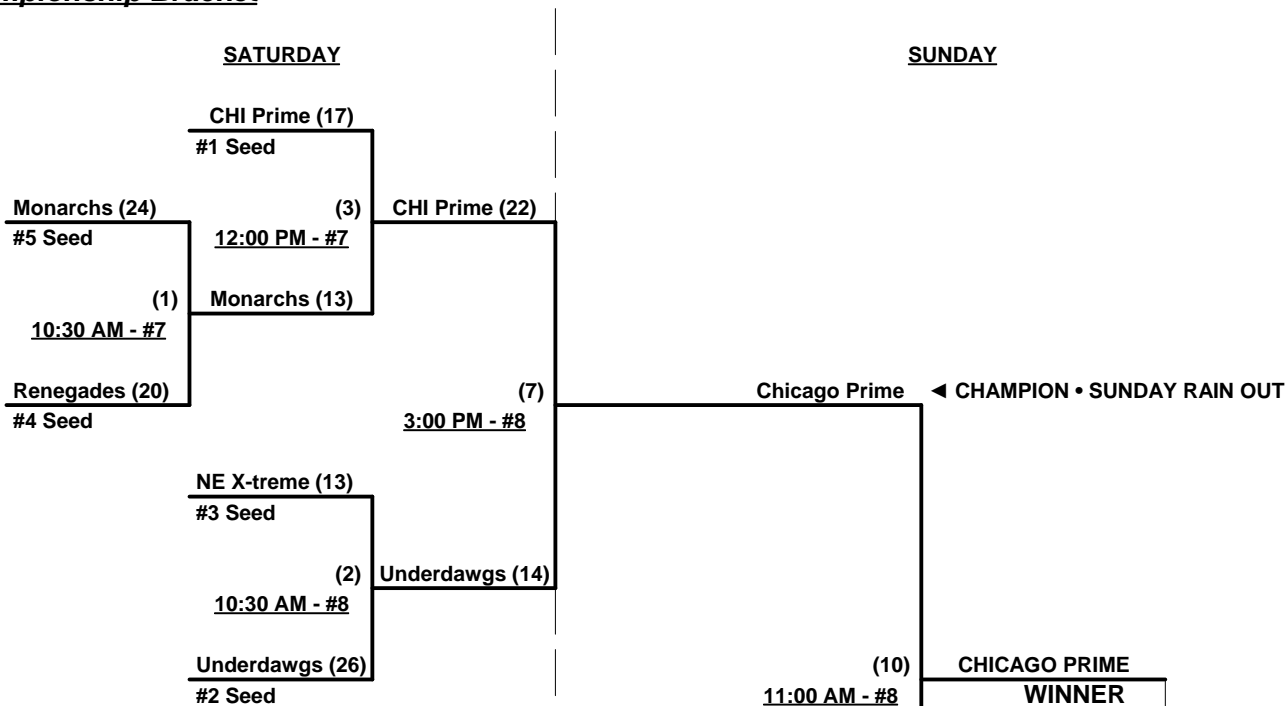 SATURDAY
SUNDAY
CHI Prime (17)
#1 Seed
Monarchs (24)
(3)
CHI Prime (22)
#5 Seed
12:00 PM - #7
(1)
Monarchs (13)
10:30 AM - #7
Renegades (20)
(7)
Chicago Prime
◄ CHAMPION • SUNDAY RAIN OUT
#4 Seed
3:00 PM - #8
NE X-treme (13)
#3 Seed
(2)
Underdawgs (14)
10:30 AM - #8
Underdawgs (26)
(10)
CHICAGO PRIME
#2 Seed
11:00 AM - #8
WINNER